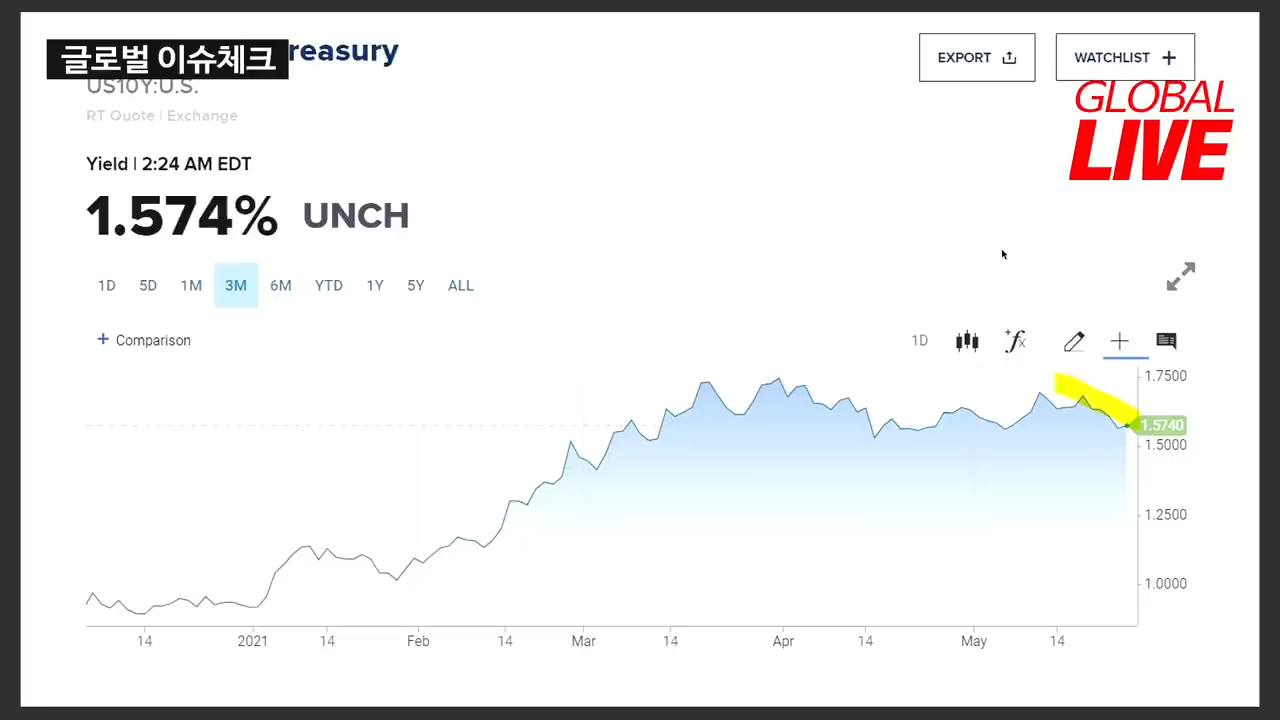 글로벌 이슈체크
reasury
US10Y:U.S.
RT Quote | Exchange
EXPORT
WATCHLIST +
GLOBAL
LIVE
Yield | 2:24 AM EDT
1.574% UNCH
1D 5D 1M 3M 6M YTD 1Y 5Y ALL
+ Comparison
1D
1.7500
1.5740
1.5000
1.2500
1.0000
14 2021 14 Feb 14 Mar 14 Apr 14 May 14